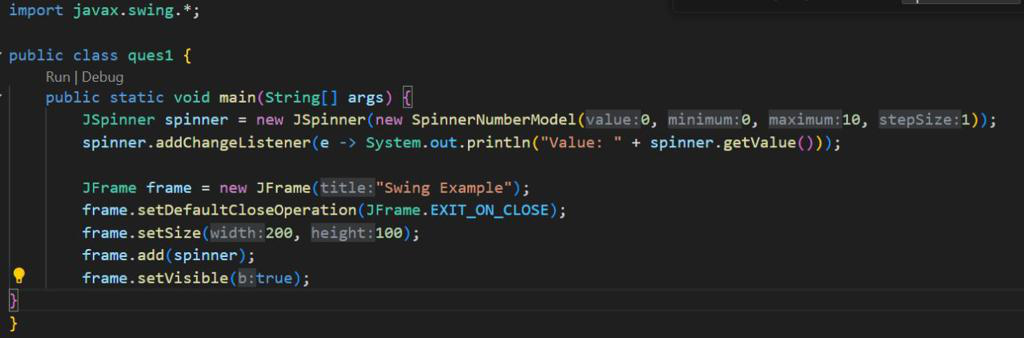 import javax.swing.*;
public class ques1 {
Run | Debug
public static void main(String[] args) {
JSpinner spinner = new JSpinner(new SpinnerNumberModel(value:0, minimum:0, maximum:10, stepSize:1));
spinner.addChangeListener(e -> System.out.println("Value: " + spinner.getValue()));
JFrame frame = new JFrame(title:"Swing Example");
frame.setDefaultCloseOperation(JFrame.EXIT_ON_CLOSE);
frame.setSize(width:200, height:100);
frame.add(spinner);
frame.setVisible(b:true);
}
}